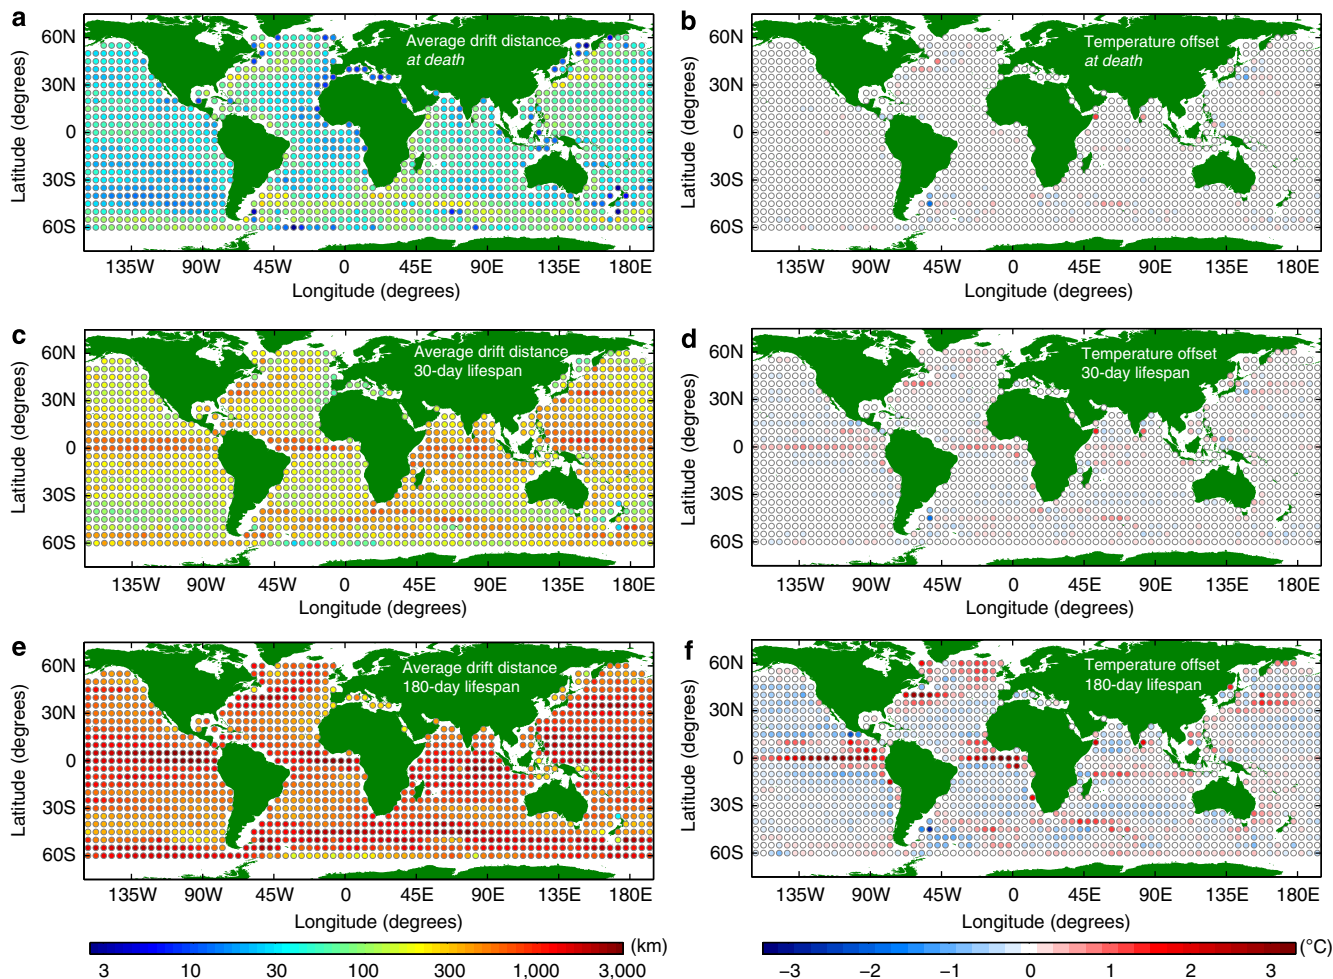 a
Average drift distance
at death
60N
30N
0
30S
60S
Latitude (degrees)
135W 90W 45W 0 45E 90E 135E 180E
Longitude (degrees)
b
Temperature offset
at death
60N
30N
0
30S
60S
Latitude (degrees)
135W 90W 45W 0 45E 90E 135E 180E
Longitude (degrees)
c
Average drift distance
30-day lifespan
60N
30N
0
30S
60S
Latitude (degrees)
135W 90W 45W 0 45E 90E 135E 180E
Longitude (degrees)
d
Temperature offset
30-day lifespan
60N
30N
0
30S
60S
Latitude (degrees)
135W 90W 45W 0 45E 90E 135E 180E
Longitude (degrees)
e
Average drift distance
180-day lifespan
60N
30N
0
30S
60S
Latitude (degrees)
135W 90W 45W 0 45E 90E 135E 180E
Longitude (degrees)
(km)
3 10 30 100 300 1,000 3,000
f
Temperature offset
180-day lifespan
60N
30N
0
30S
60S
Latitude (degrees)
135W 90W 45W 0 45E 90E 135E 180E
Longitude (degrees)
(°C)
−3 −2 −1 0 1 2 3